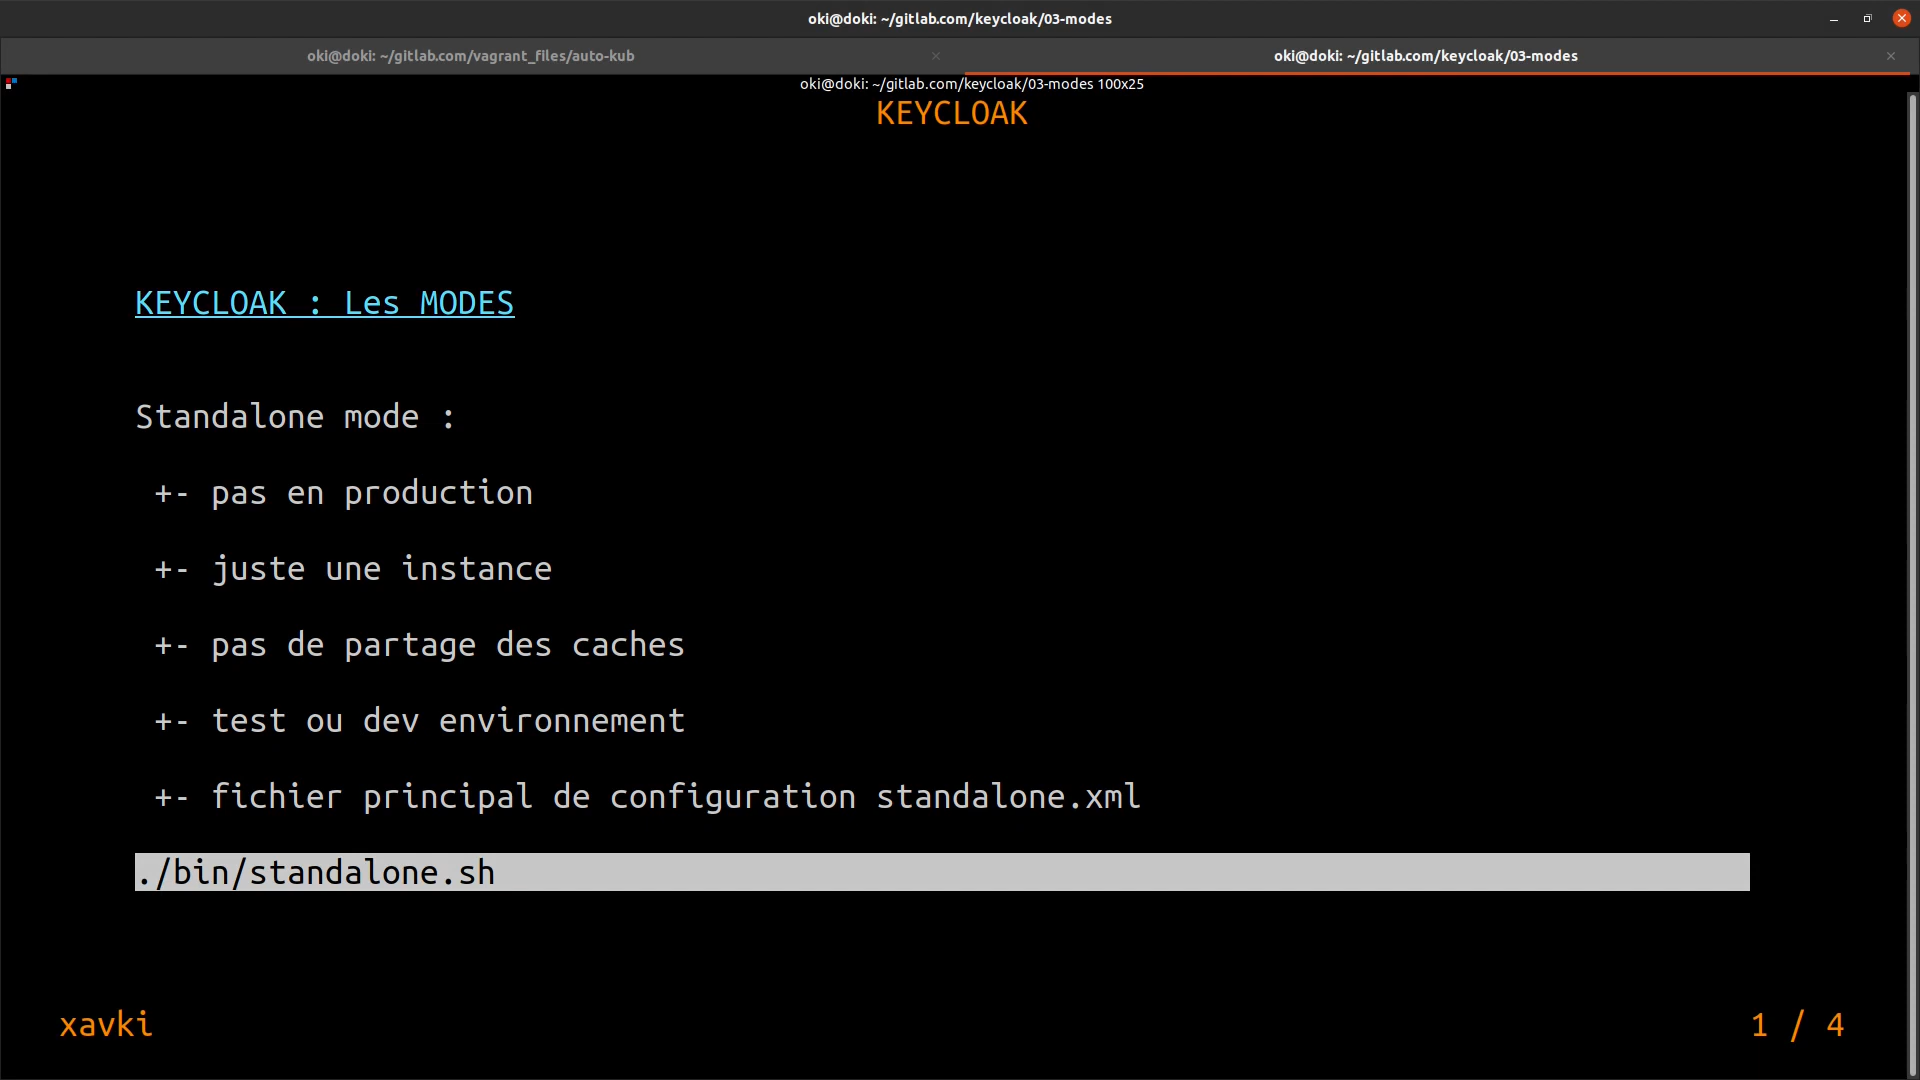 oki@doki: ~/gitlab.com/keycloak/03-modes
oki@doki: ~/gitlab.com/vagrant_files/auto-kub
oki@doki: ~/gitlab.com/keycloak/03-modes
oki@doki: ~/gitlab.com/keycloak/03-modes 100x25
KEYCLOAK
KEYCLOAK : Les MODES
Standalone mode :
+- pas en production
+- juste une instance
+- pas de partage des caches
+- test ou dev environnement
+- fichier principal de configuration standalone.xml
./bin/standalone.sh
xavki
1 / 4